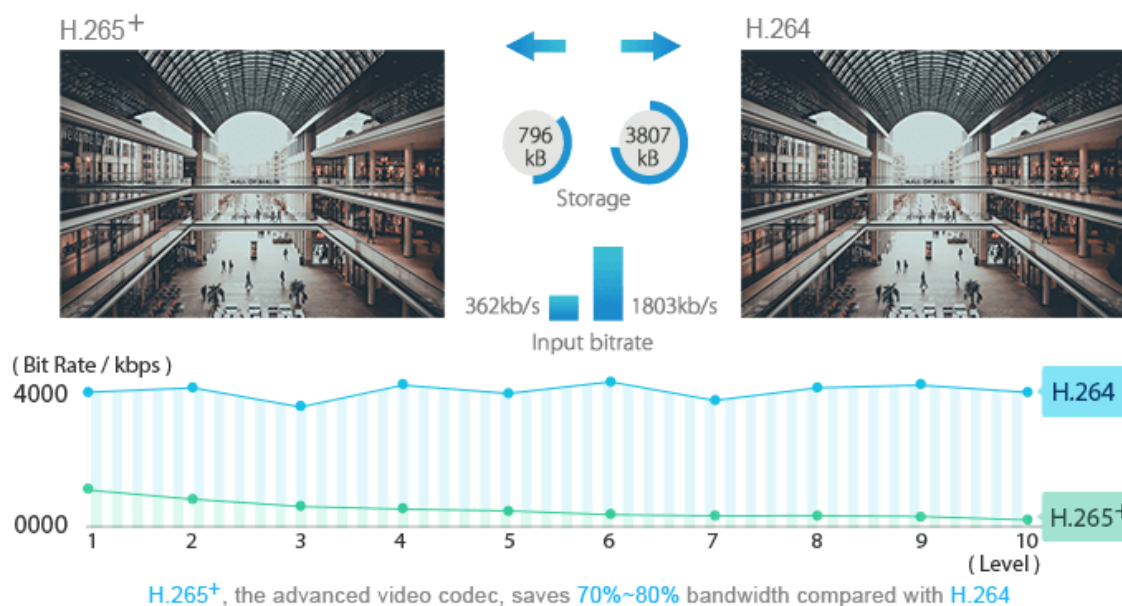 H.265+
H.264
796
kB
3807
kB
Storage
362kb/s
1803kb/s
Input bitrate
( Bit Rate / kbps )
4000
H.264
0000
H.265+
1 2 3 4 5 6 7 8 9 10
( Level )
H.265+, the advanced video codec, saves 70%~80% bandwidth compared with H.264